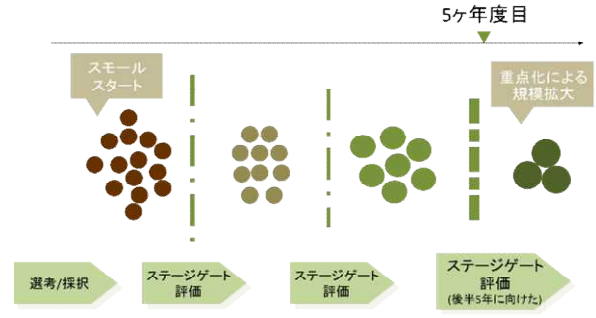 5ヶ年度目
スモール
スタート
重点化による
規模拡大
選考/採択
ステージゲート
評価
ステージゲート
評価
ステージゲート
評価
(後半5年に向けた)